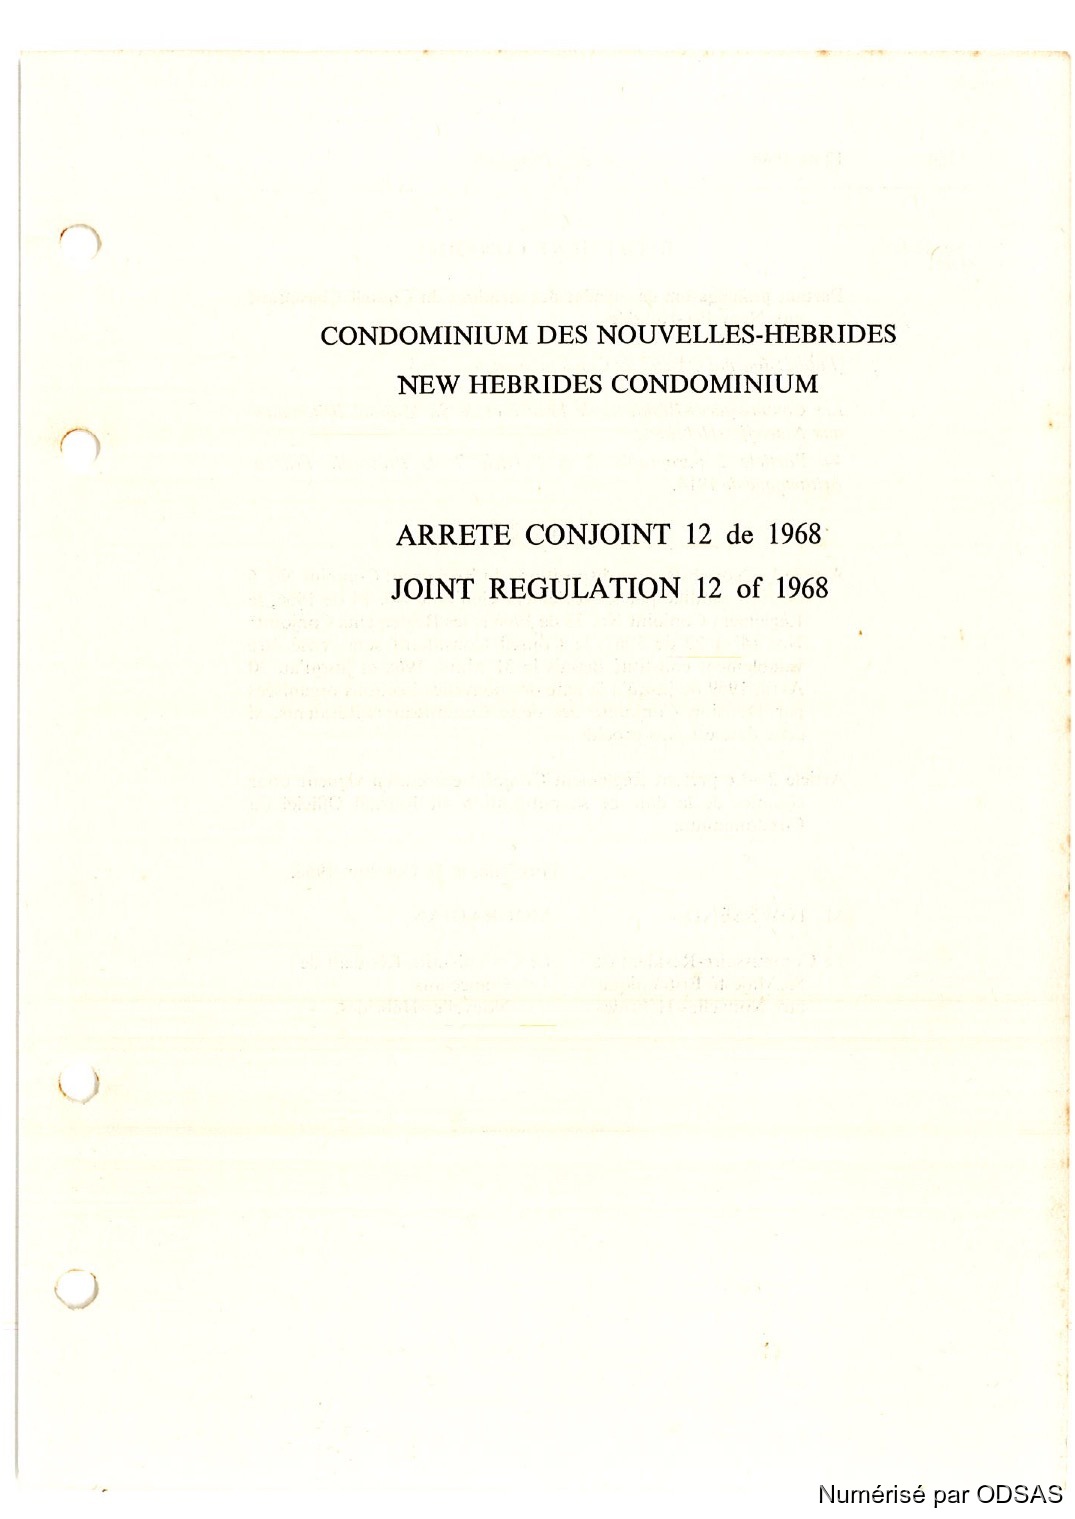 CONDOMINIUM DES NOUVELLES-HEBRIDES
NEW HEBRIDES CONDOMINIUM
ARRETE CONJOINT 12 de 1968
JOINT REGULATION 12 of 1968
Numérisé par ODSAS